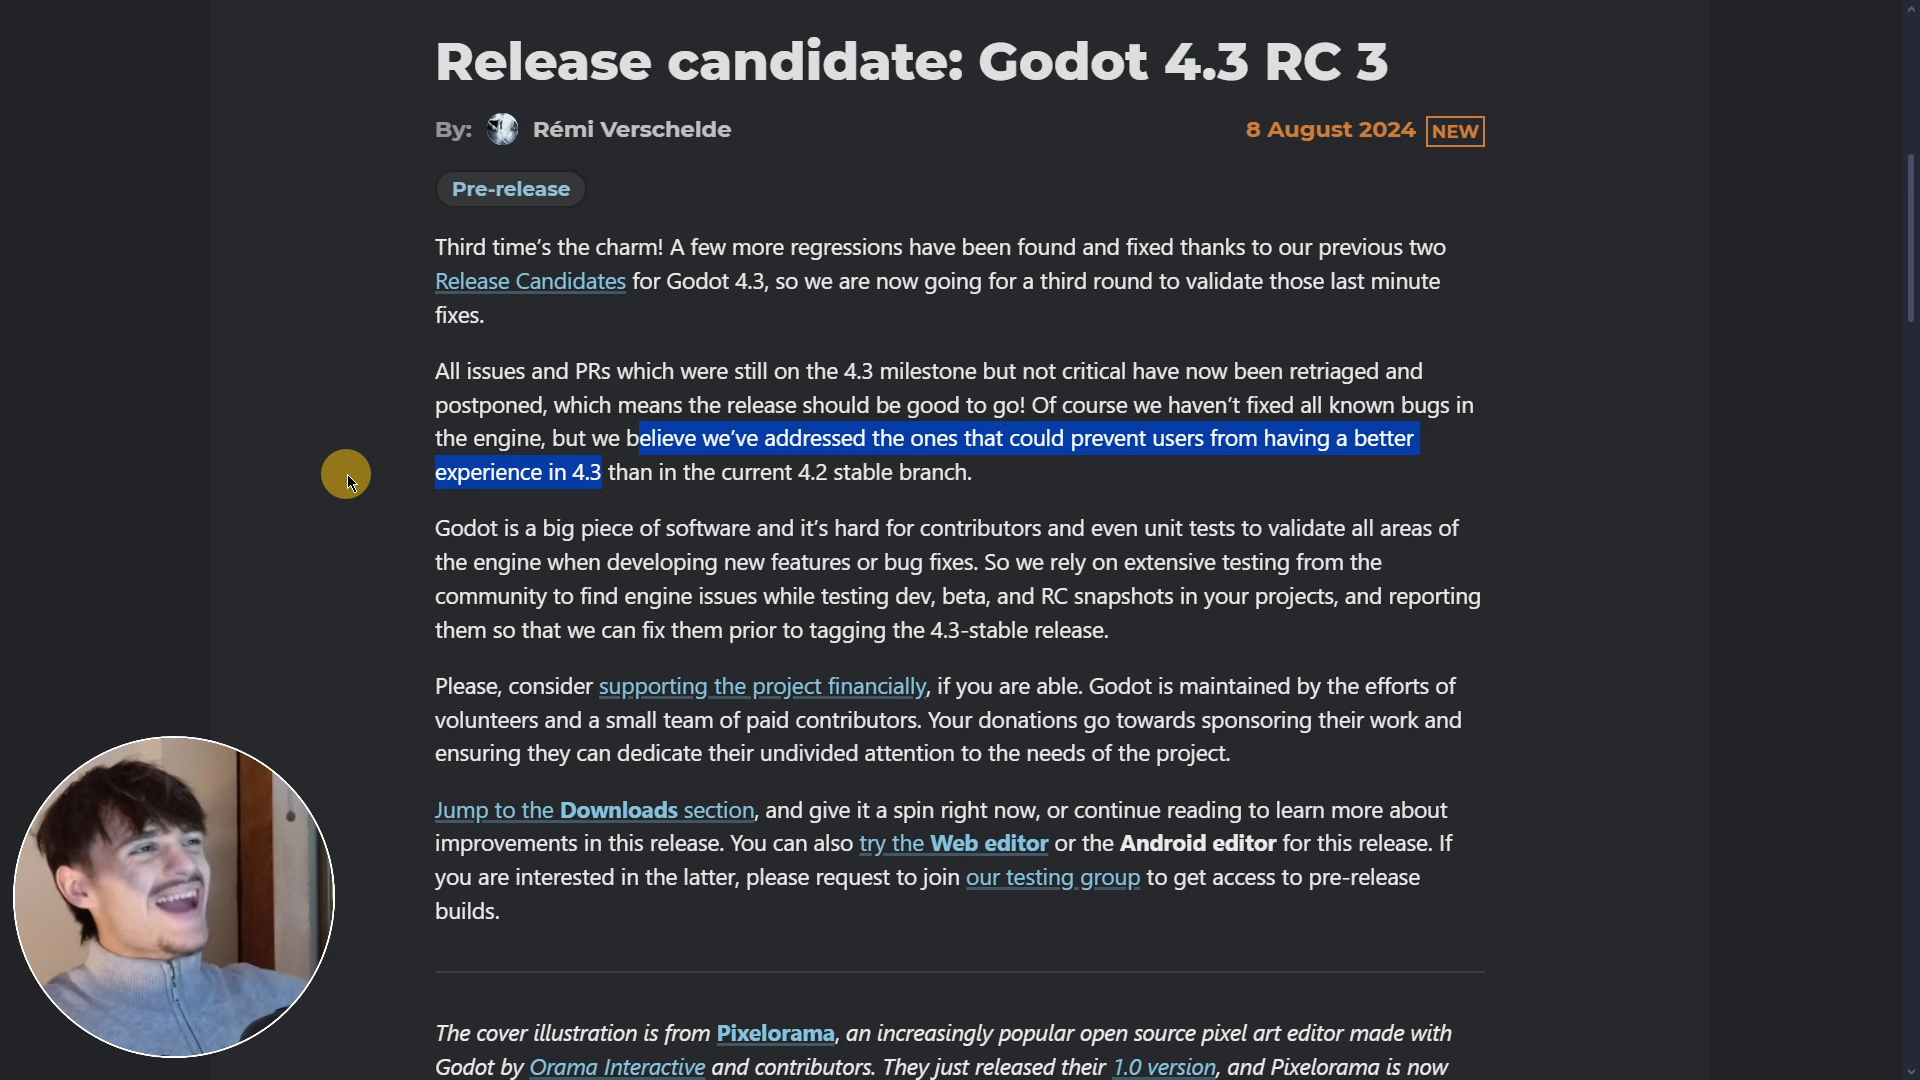 Release candidate: Godot 4.3 RC 3
By: Rémi Verschelde
8 August 2024 NEW
Pre-release
Third time’s the charm! A few more regressions have been found and fixed thanks to our previous two
Release Candidates for Godot 4.3, so we are now going for a third round to validate those last minute
fixes.
All issues and PRs which were still on the 4.3 milestone but not critical have now been retriaged and
postponed, which means the release should be good to go! Of course we haven’t fixed all known bugs in
the engine, but we believe we’ve addressed the ones that could prevent users from having a better
experience in 4.3 than in the current 4.2 stable branch.
Godot is a big piece of software and it’s hard for contributors and even unit tests to validate all areas of
the engine when developing new features or bug fixes. So we rely on extensive testing from the
community to find engine issues while testing dev, beta, and RC snapshots in your projects, and reporting
them so that we can fix them prior to tagging the 4.3-stable release.
Please, consider supporting the project financially, if you are able. Godot is maintained by the efforts of
volunteers and a small team of paid contributors. Your donations go towards sponsoring their work and
ensuring they can dedicate their undivided attention to the needs of the project.
Jump to the Downloads section, and give it a spin right now, or continue reading to learn more about
improvements in this release. You can also try the Web editor or the Android editor for this release. If
you are interested in the latter, please request to join our testing group to get access to pre-release
builds.
The cover illustration is from Pixelorama, an increasingly popular open source pixel art editor made with
Godot by Orama Interactive and contributors. They just released their 1.0 version, and Pixelorama is now